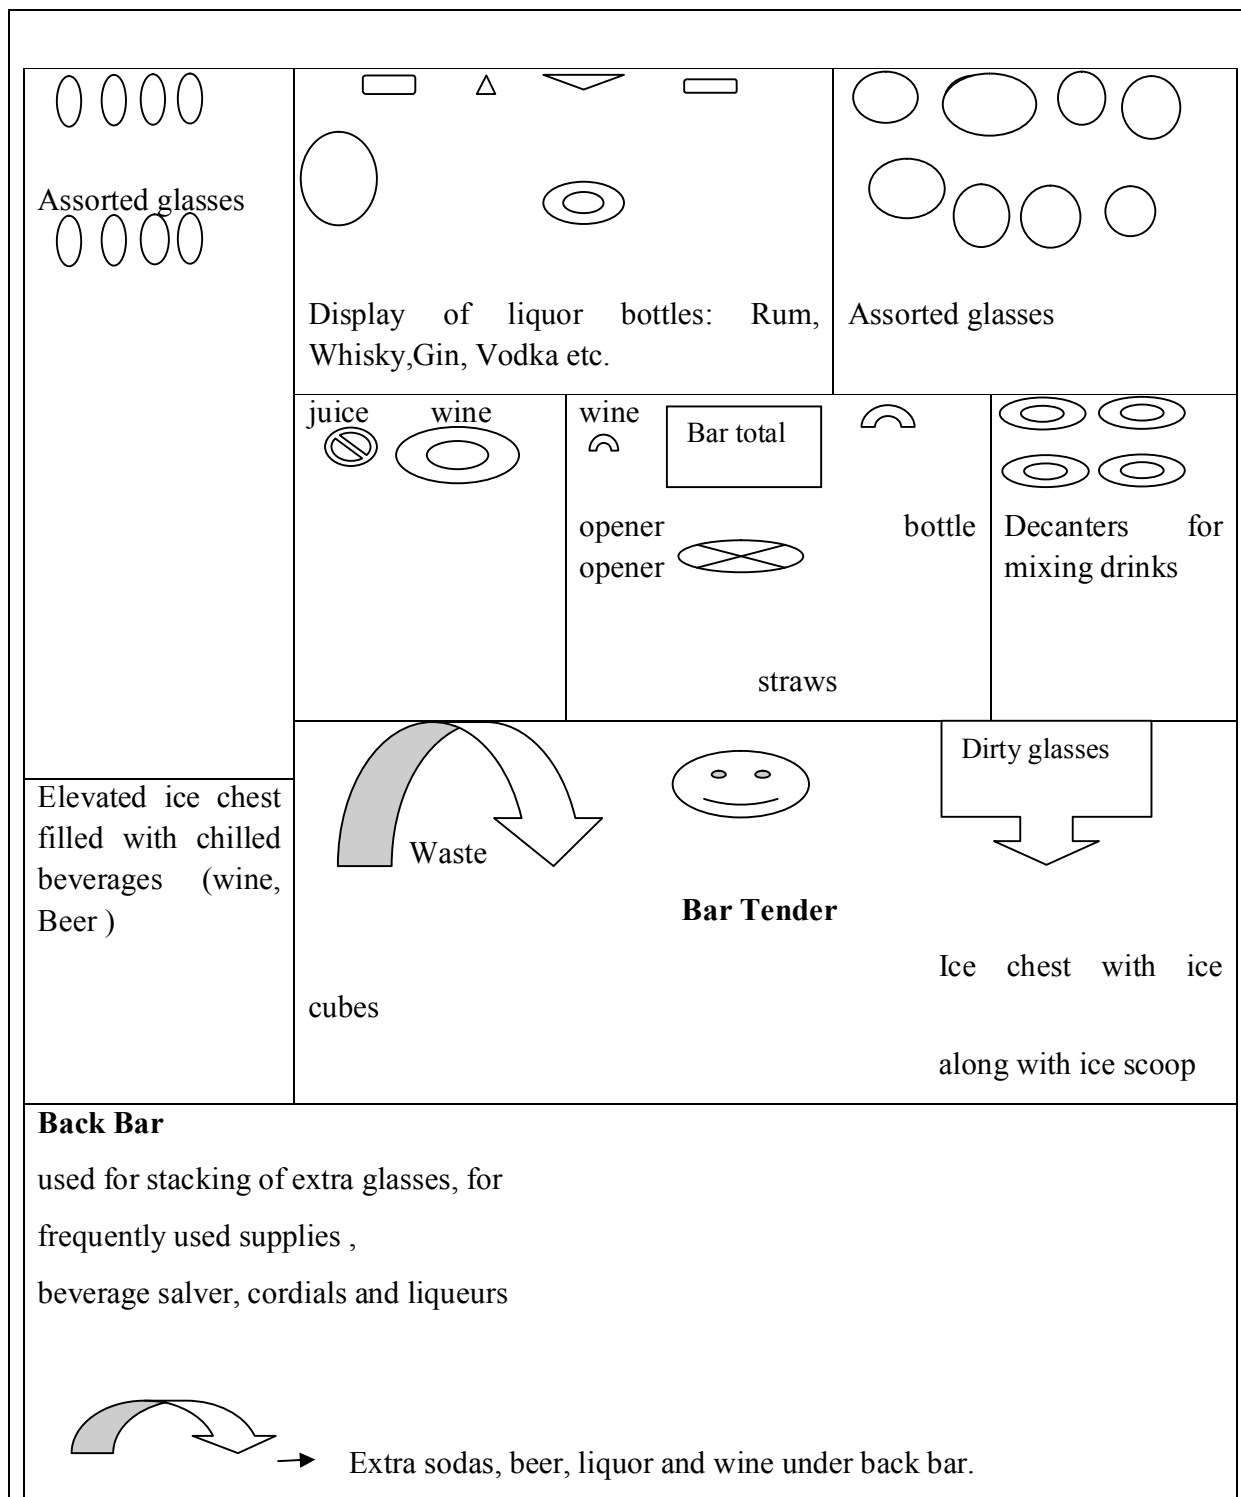 Assorted glasses
Display of liquor bottles: Rum,
Whisky,Gin, Vodka etc.
Assorted glasses
juice wine
wine
Bar total
opener bottle
opener
straws
Decanters for
mixing drinks
Elevated ice chest
filled with chilled
beverages (wine,
Beer )
Waste
Dirty glasses
Bar Tender
Ice chest with ice
cubes
along with ice scoop
Back Bar
used for stacking of extra glasses, for
frequently used supplies ,
beverage salver, cordials and liqueurs
Extra sodas, beer, liquor and wine under back bar.